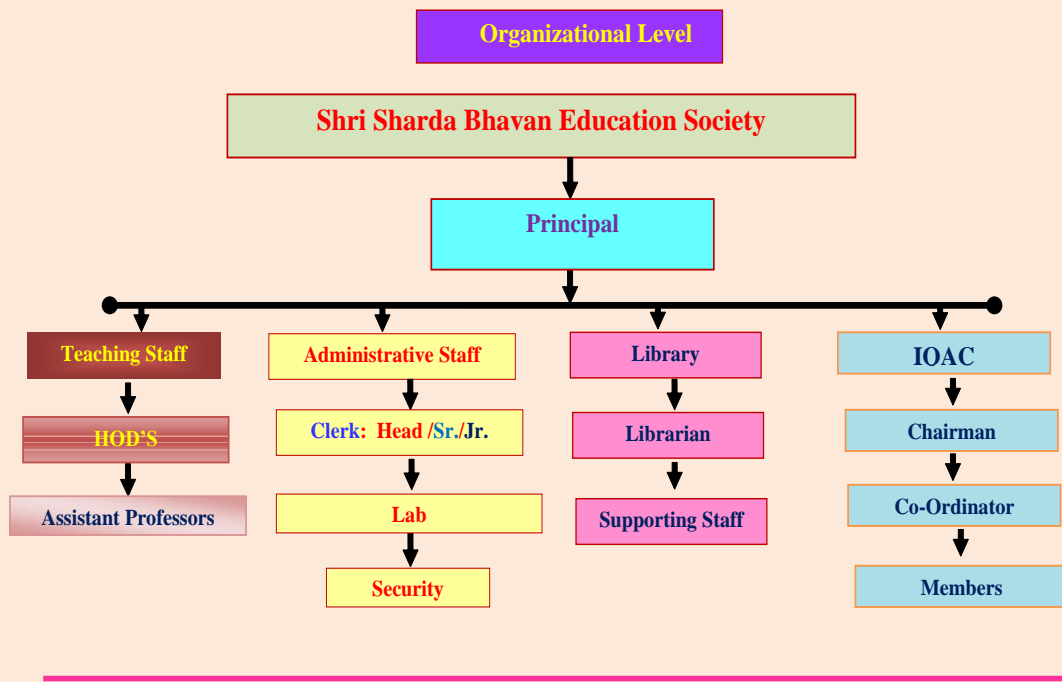 Organizational Level
Shri Sharda Bhavan Education Society
Principal
Teaching Staff
Administrative Staff
Library
IOAC
HOD'S
Clerk: Head /Sr./Jr.
Librarian
Chairman
Assistant Professors
Lab
Supporting Staff
Co-Ordinator
Security
Members